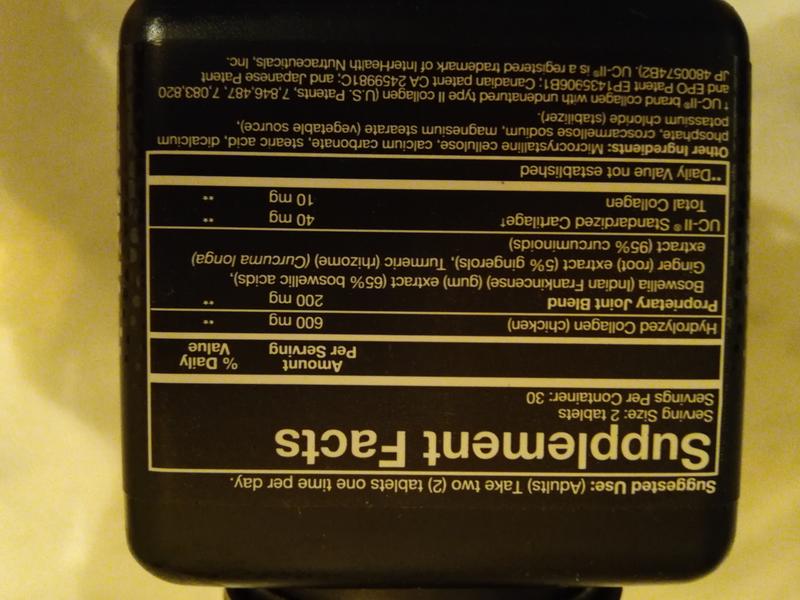 Suggested Use: (Adults) Take two (2) tablets one time per day.
Supplement Facts
Serving Size: 2 tablets
Servings Per Container: 30
Amount Per Serving
% Daily Value
Hydrolyzed Collagen (chicken) 600 mg **
Proprietary Joint Blend 200 mg **
Boswellia (Indian Frankincense) (gum) extract (65% boswellic acids),
Ginger (root) extract (5% gingerols), Turmeric (rhizome) (Curcuma longa)
extract (95% curcuminoids)
UC-II® Standardized Cartilage† 40 mg **
Total Collagen 10 mg **
**Daily Value not established
Other Ingredients: Microcrystalline cellulose, calcium carbonate, stearic acid, dicalcium
phosphate, croscarmellose sodium, magnesium stearate (vegetable source),
potassium chloride (stabilizer).
†UC-II® brand collagen with undenatured type II collagen (U.S. Patents, 7,846,487, 7,083,820
and EPO Patent EP1435906B1; Canadian patent CA 2459981C; and Japanese Patent
JP 4800574B2). UC-II® is a registered trademark of InterHealth Nutraceuticals, Inc.